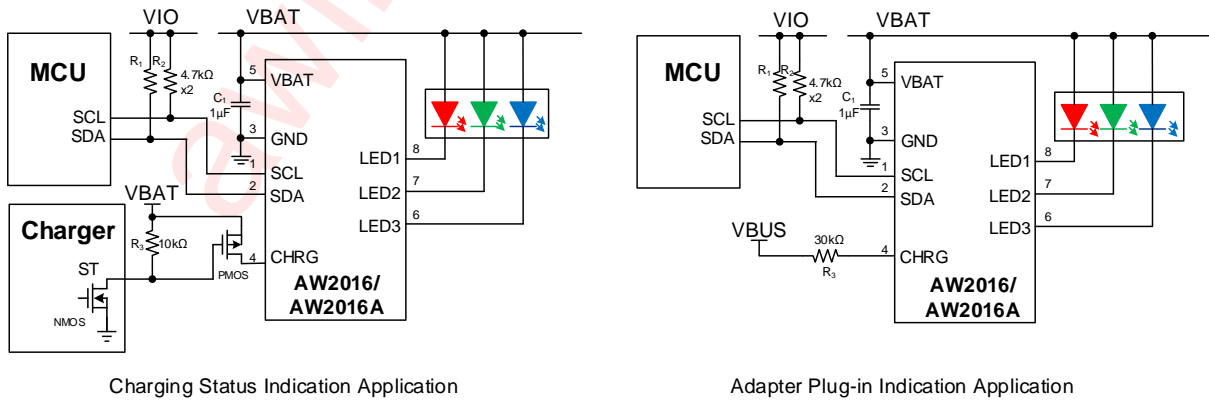 VIO
VBAT
MCU
R1
R2
4.7kΩ
x2
C1
1μF
5
VBAT
3
GND
SCL
SDA
1
SCL
2
SDA
8
LED1
7
LED2
6
LED3
VBAT
Charger
R3
10kΩ
ST
NMOS
PMOS
4
CHRG
AW2016/
AW2016A
Charging Status Indication Application
VIO
VBAT
MCU
R1
R2
4.7kΩ
x2
C1
1μF
5
VBAT
3
GND
SCL
SDA
1
SCL
2
SDA
8
LED1
7
LED2
6
LED3
VBUS
30kΩ
R3
4
CHRG
AW2016/
AW2016A
Adapter Plug-in Indication Application